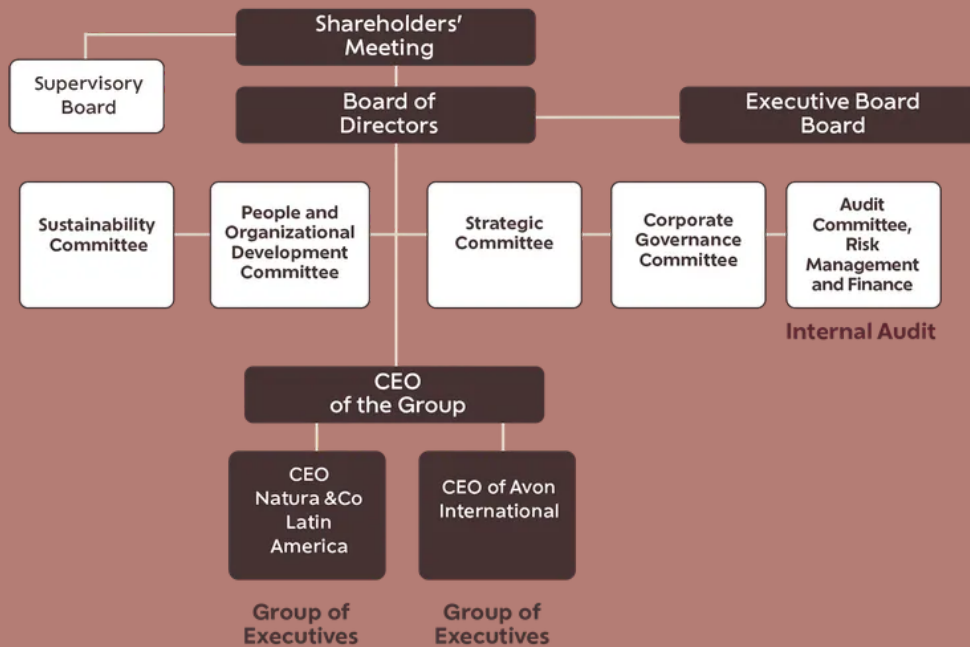 Shareholders'
Meeting
Supervisory
Board
Board of
Directors
Executive Board
Board
Sustainability
Committee
People and
Organizational
Development
Committee
Strategic
Committee
Corporate
Governance
Committee
Audit
Committee,
Risk
Management
and Finance
Internal Audit
CEO
of the Group
CEO
Natura &Co
Latin
America
CEO of Avon
International
Group of
Executives
Group of
Executives